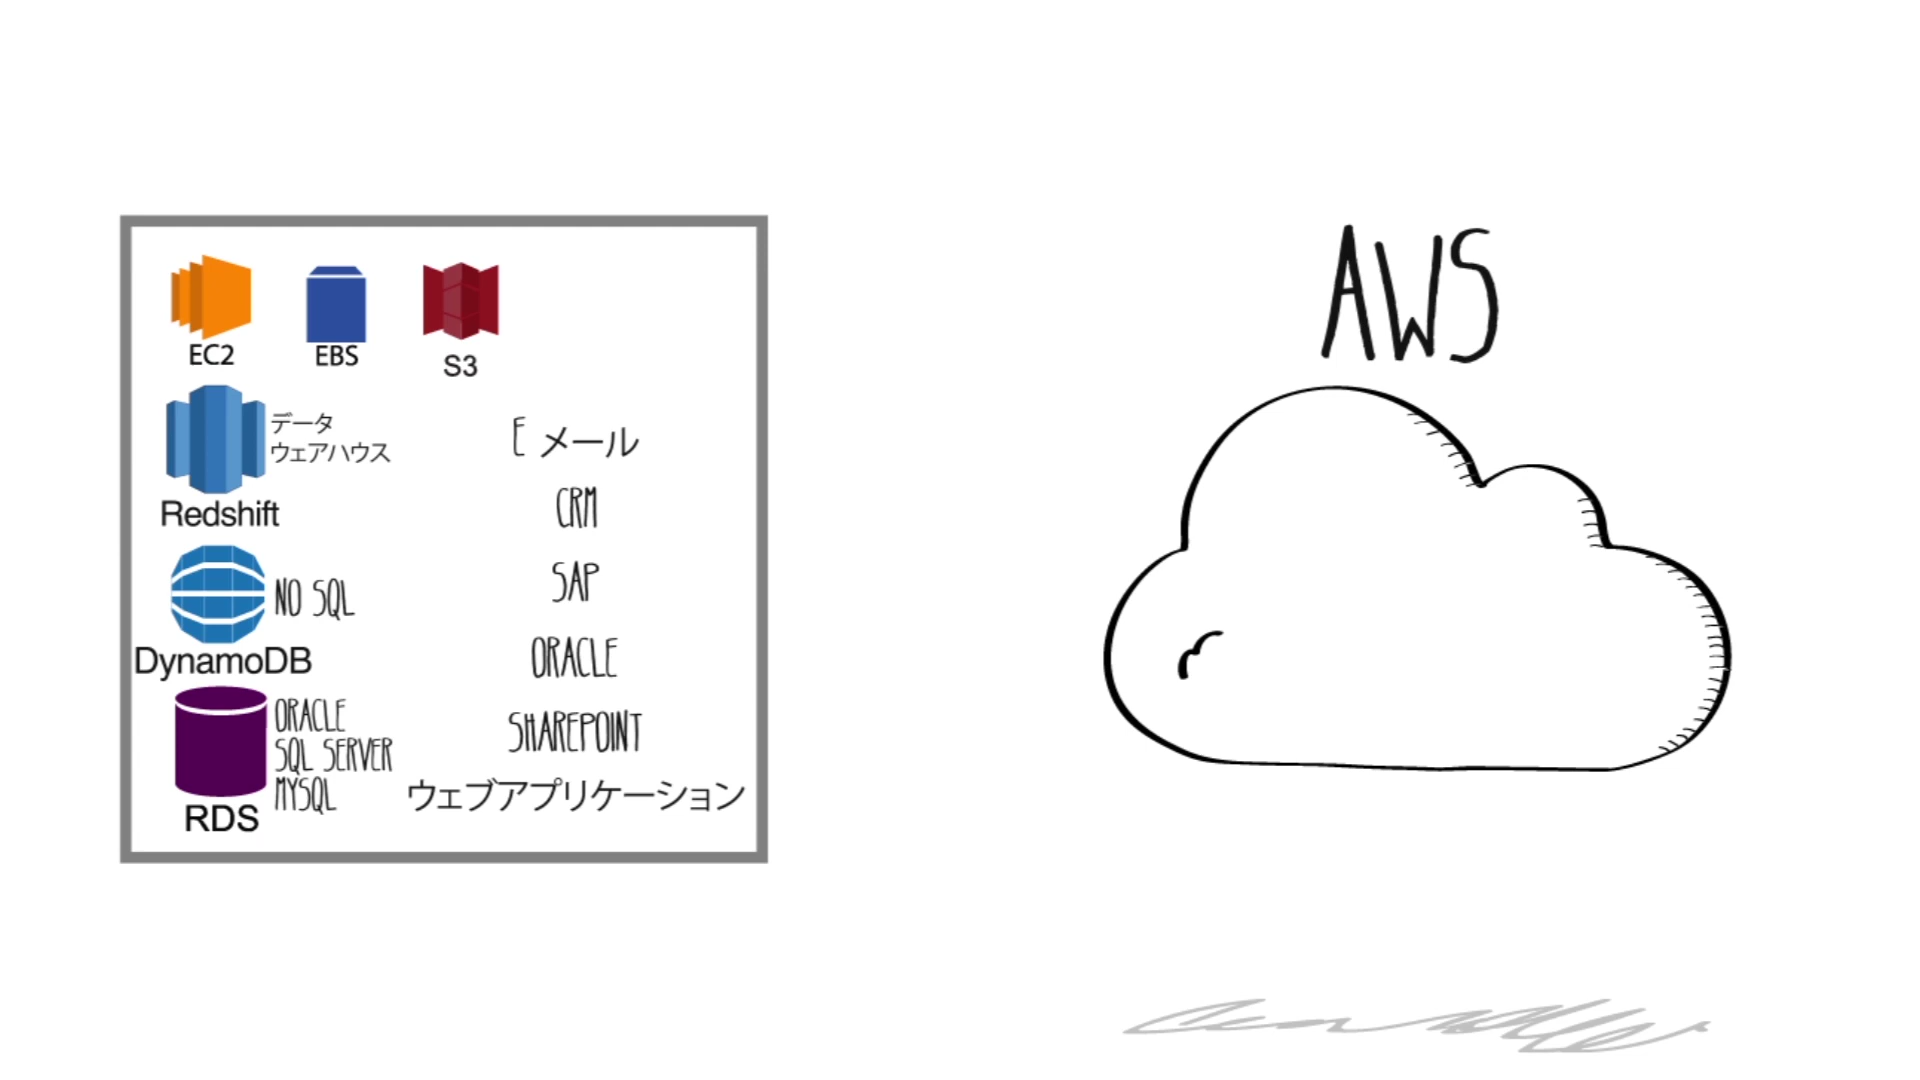 EC2
EBS
S3
データ
ウェアハウス
Redshift
NO SQL
DynamoDB
ORACLE
SQL SERVER
MYSQL
RDS
E メール
CRM
SAP
ORACLE
SHAREPOINT
ウェブアプリケーション
AWS